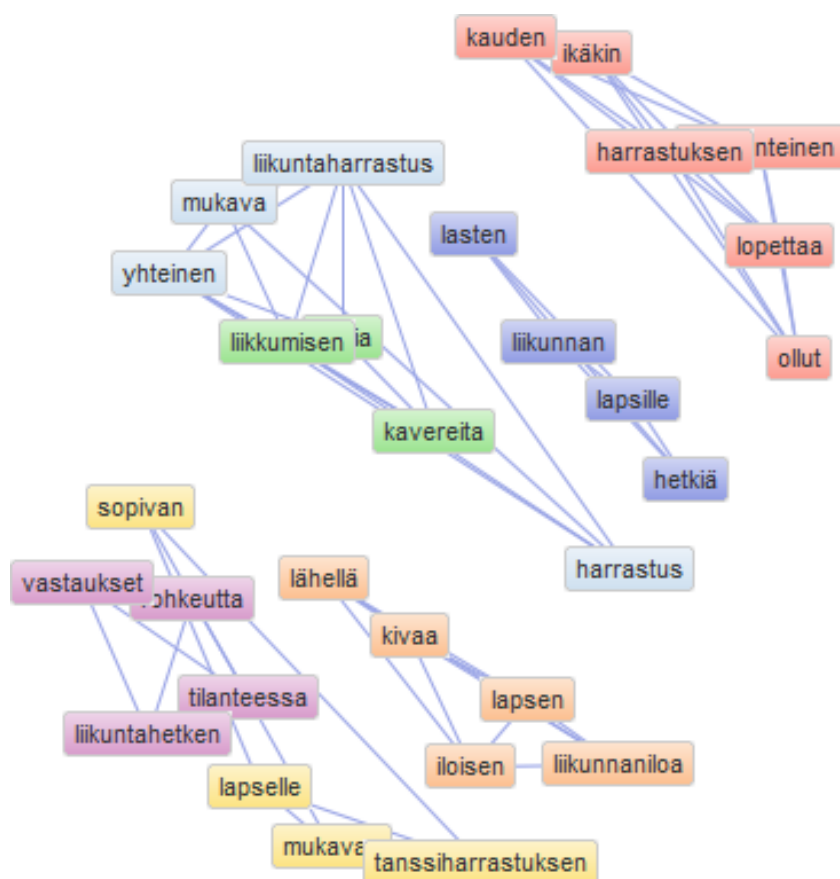 kauden
ikäkin
harrastuksen
liikuntaharrastus
mukava
lasten
lopettaa
yhteinen
liikkumisen
liikunnan
ollut
lapsille
kavereita
hetkiä
sopivan
harrastus
vastaukset
lähellä
kivaa
tilanteessa
lapsen
liikuntahetken
iloisen
liikunnaniloa
lapselle
tanssiharrastuksen